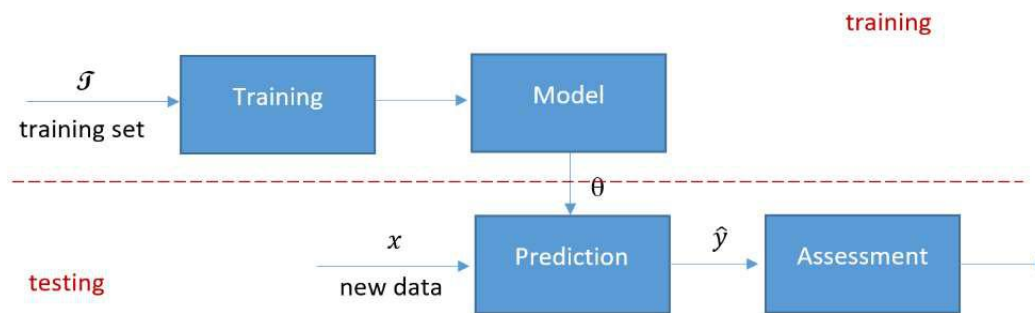 training
𝒯
Training
Model
training set
θ
x
ŷ
Prediction
Assessment
testing
new data